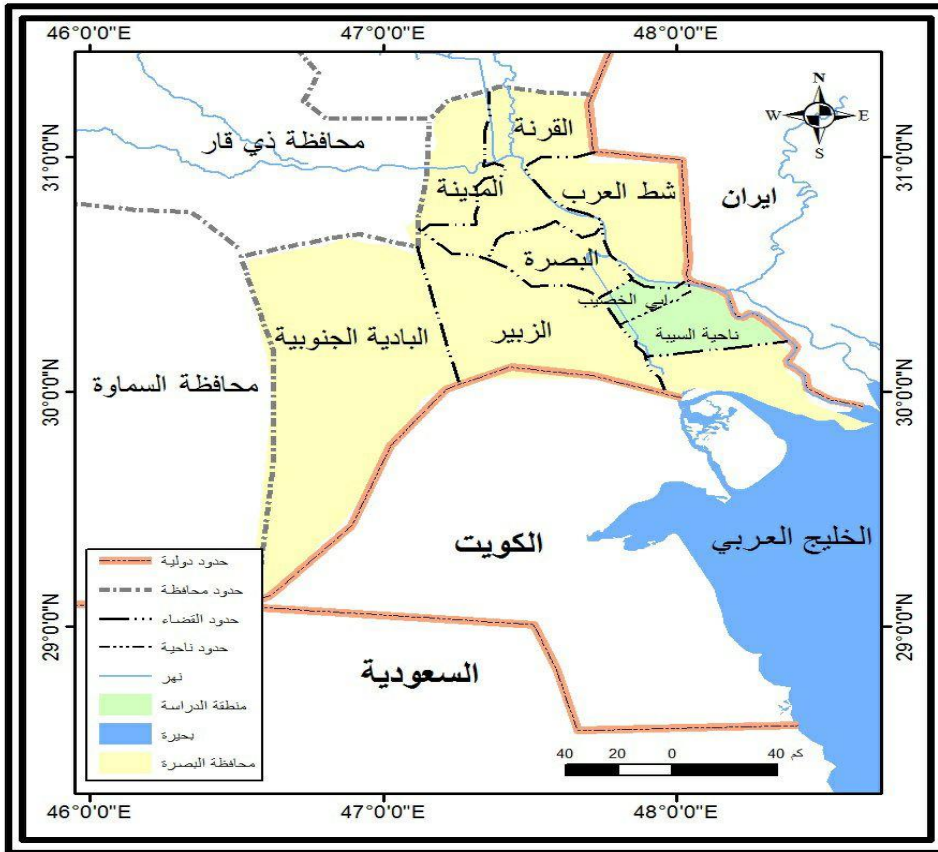 46°0'0"E 47°0'0"E 48°0'0"E
N
W E
S
31°0'0"N 31°0'0"N
30°0'0"N 30°0'0"N
29°0'0"N 29°0'0"N
محافظة ذي قار
القرنة
المدينة
شط العرب
ايران
البصرة
ابي الخصيب
ناحية السيبة
الزبير
البادية الجنوبية
محافظة السماوة
الكويت
الخليج العربي
السعودية
حدود دولية
حدود محافظة
حدود القضاء
حدود ناحية
نهر
منطقة الدراسة
بحيرة
محافظة البصرة
40 20 0 40 كم
46°0'0"E 47°0'0"E 48°0'0"E